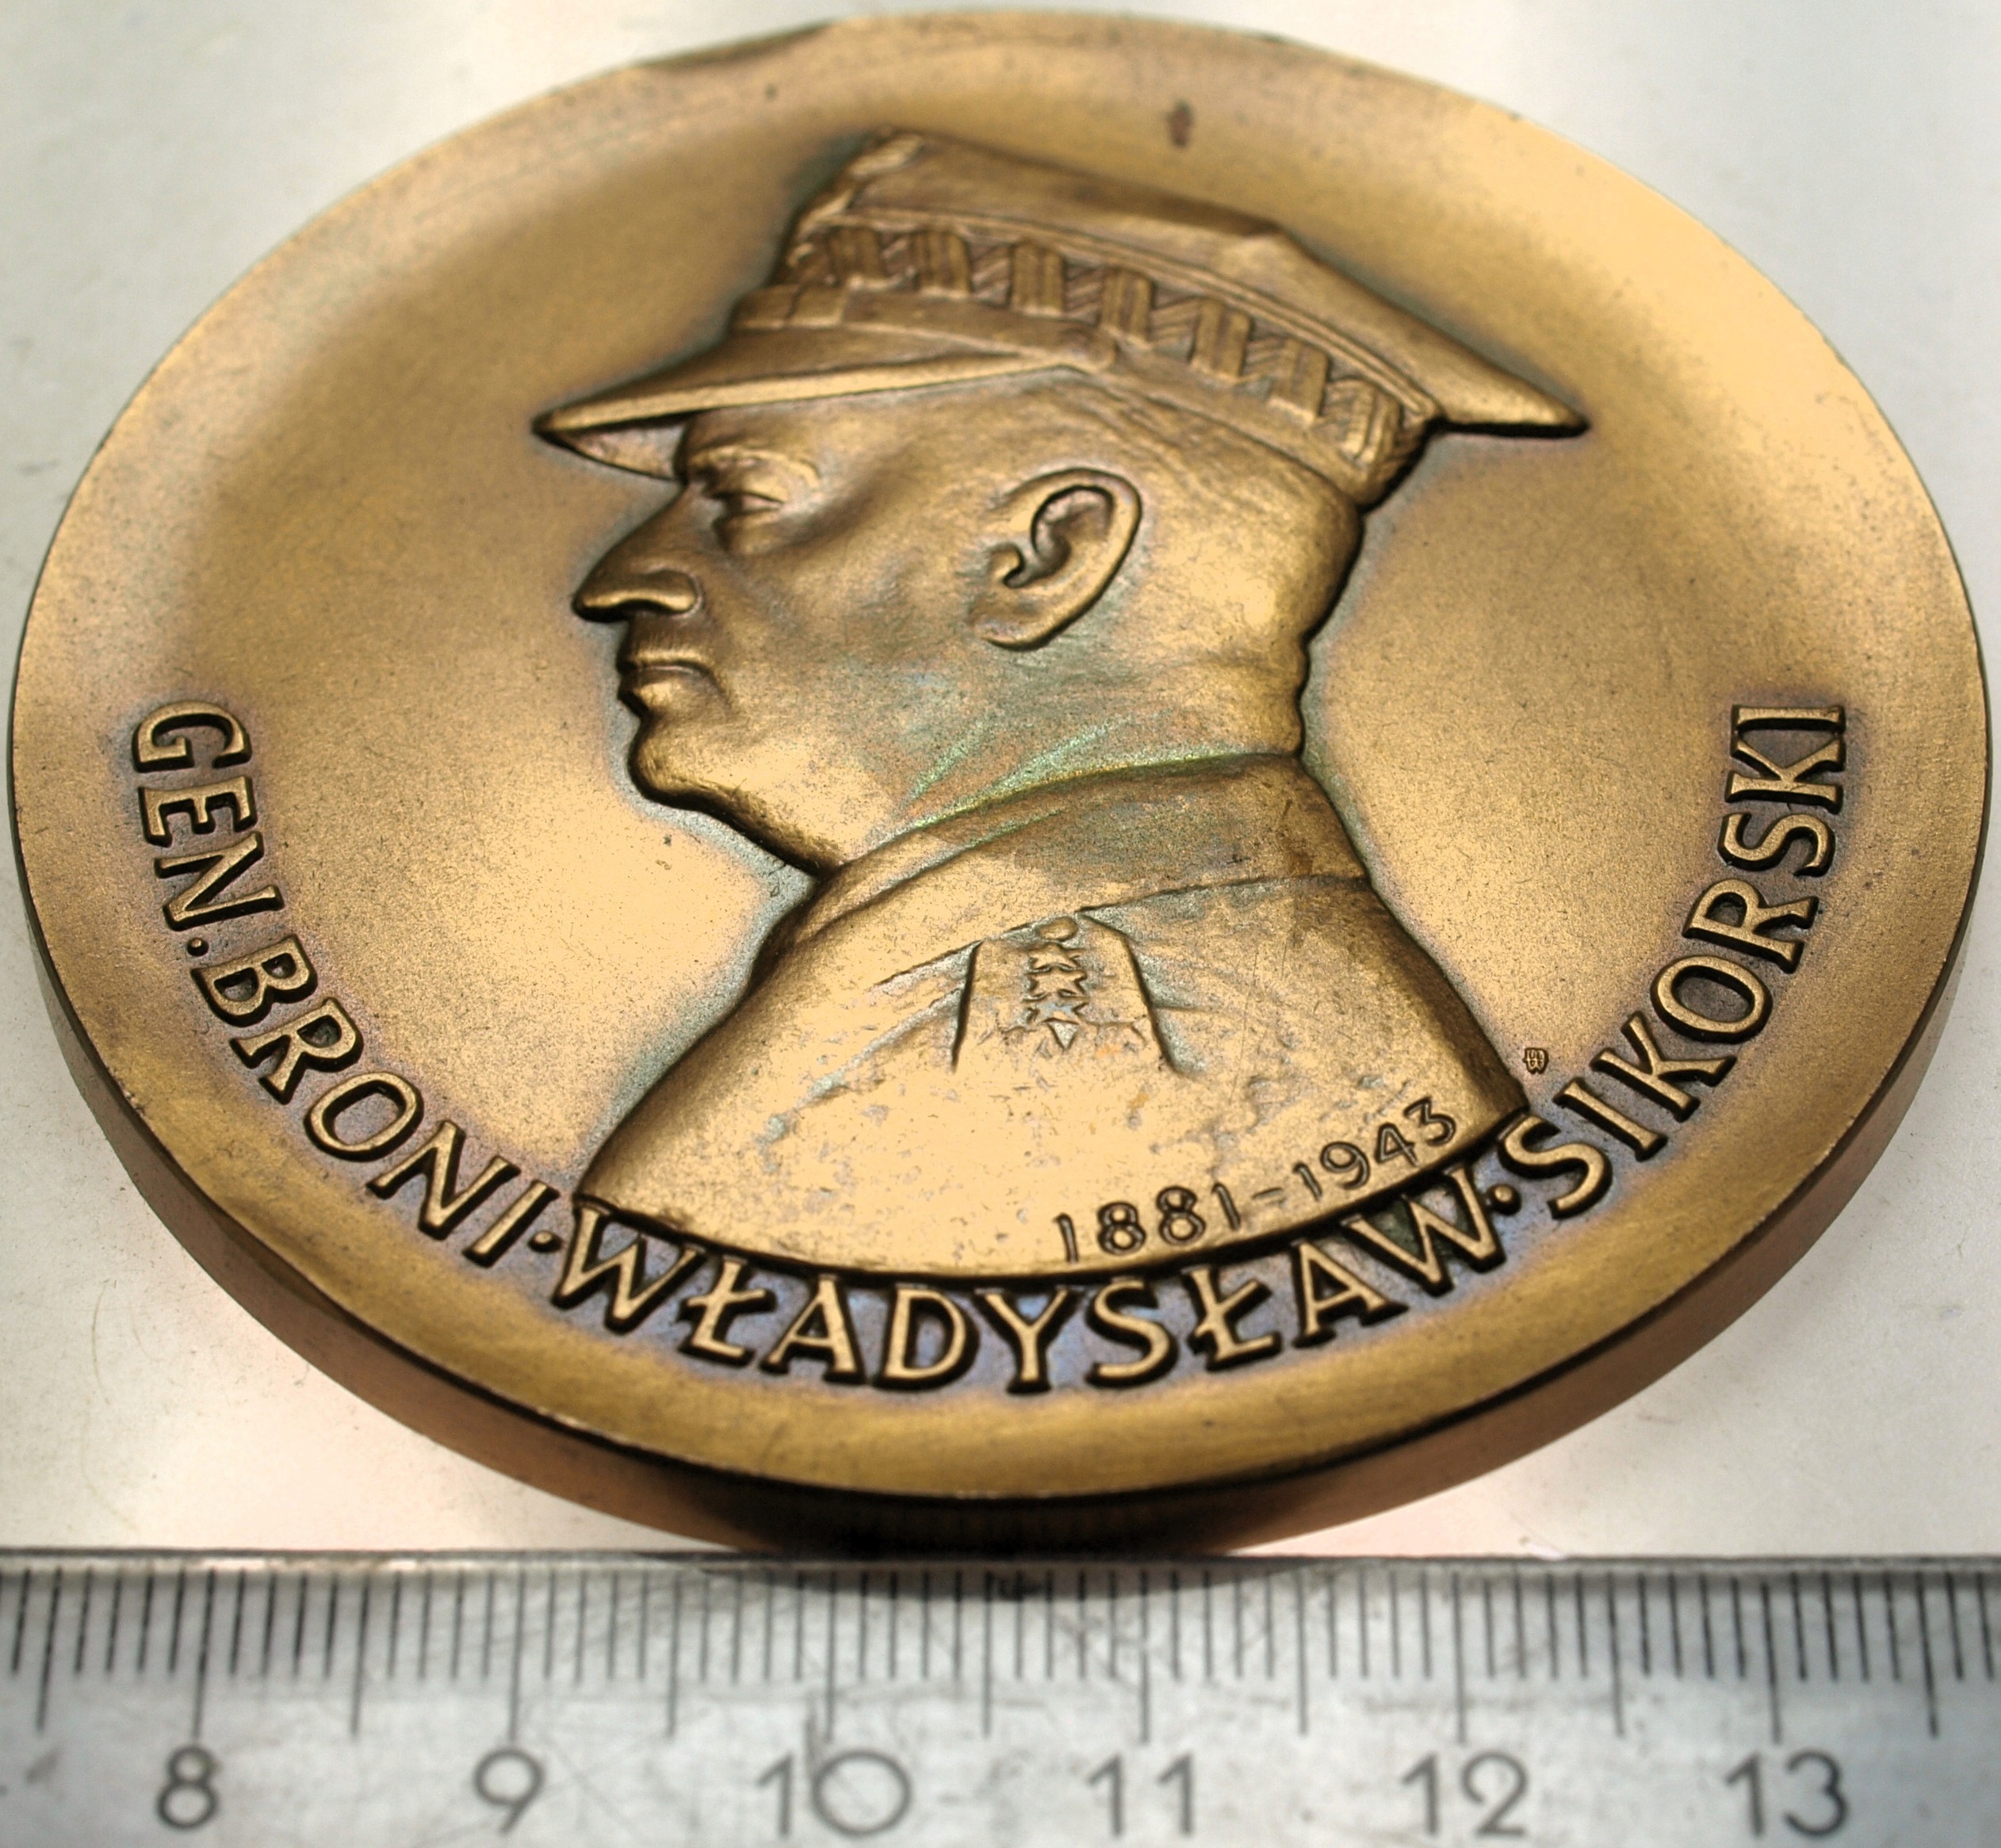 GEN. BRONI · WŁADYSŁAW · SIKORSKI
1881-1943
8 9 10 11 12 13